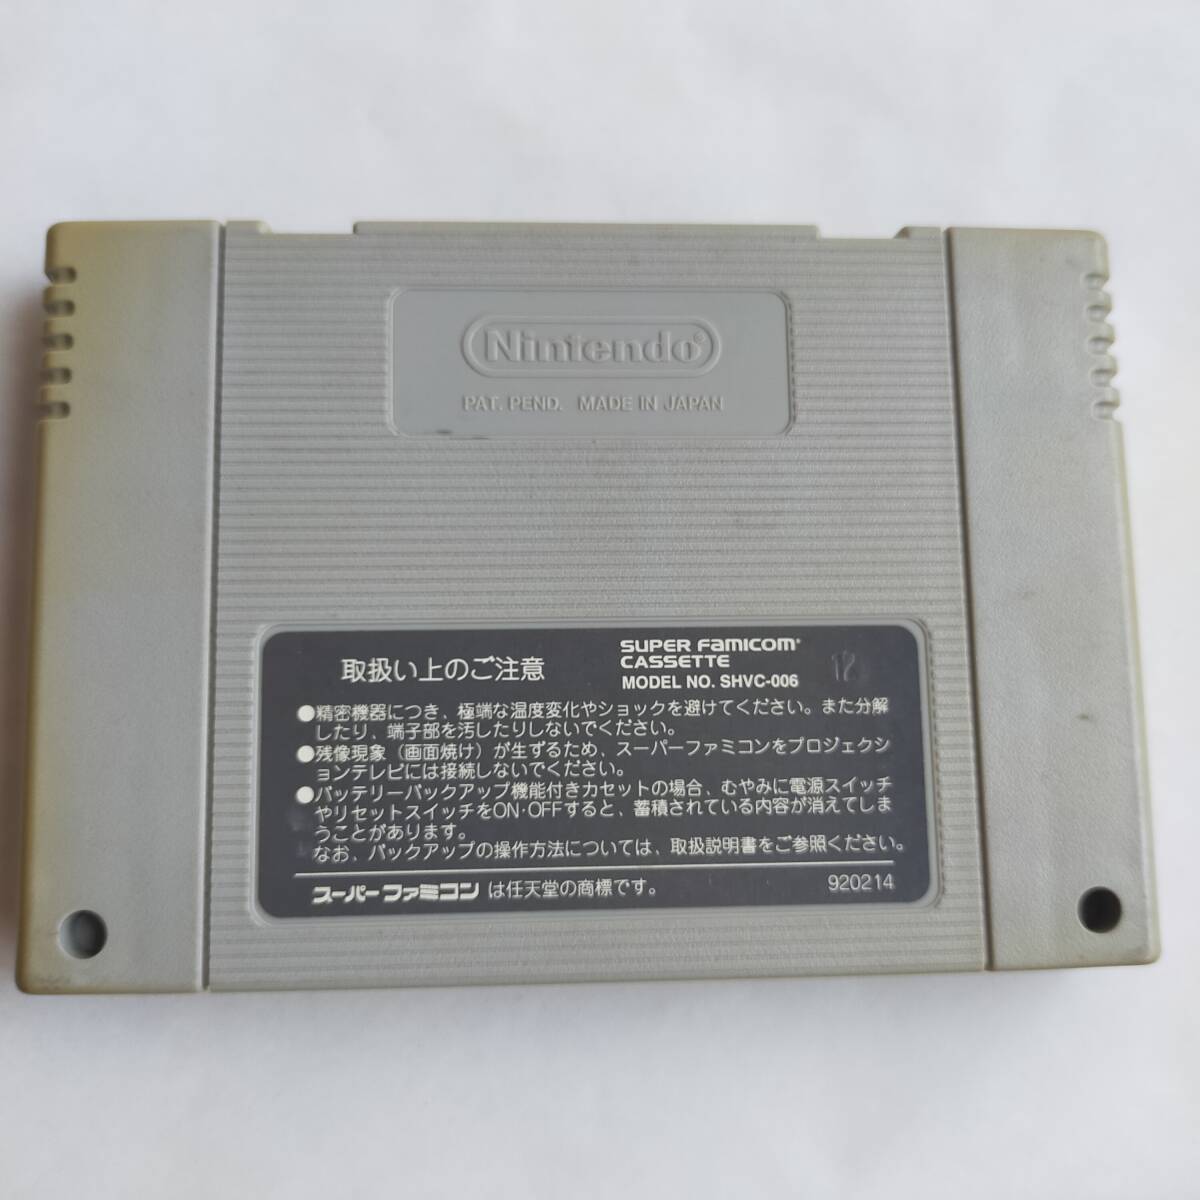 Nintendo®
PAT. PEND. MADE IN JAPAN
取扱い上のご注意
SUPER FAMICOM®
CASSETTE
MODEL NO. SHVC-006
12
●精密機器につき、極端な温度変化やショックを避けてください。また分解
したり、端子部を汚したりしないでください。
●残像現象（画面焼け）が生ずるため、スーパーファミコンをプロジェクシ
ョンテレビには接続しないでください。
●バッテリーバックアップ機能付きカセットの場合、むやみに電源スイッチ
やリセットスイッチをON・OFFすると、蓄積されている内容が消えてしま
うことがあります。
なお、バックアップの操作方法については、取扱説明書をご参照ください。
スーパーファミコン は任天堂の商標です。
920214